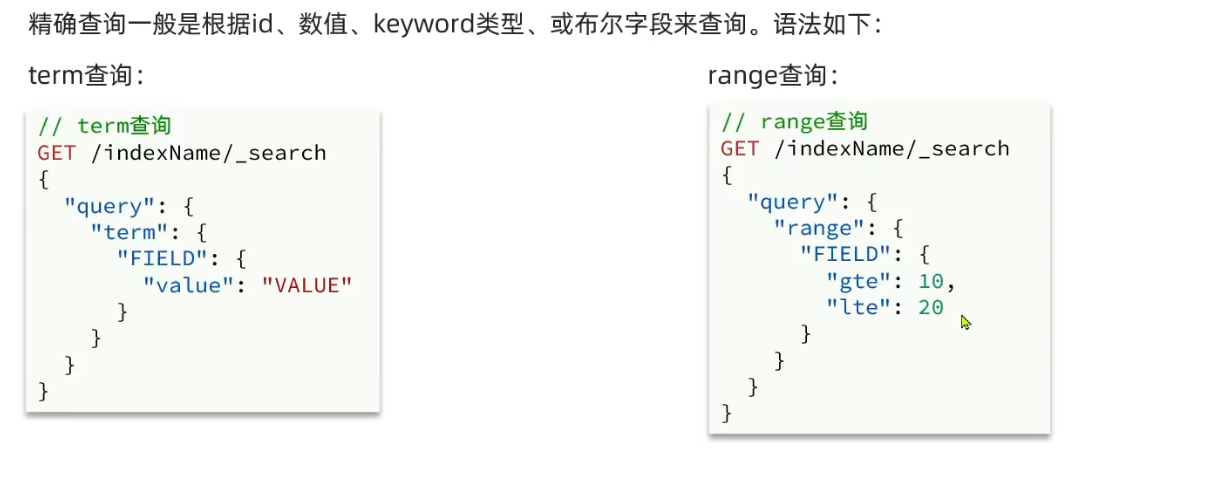 精确查询一般是根据id、数值、keyword类型、或布尔字段来查询。语法如下：
term查询：
// term查询
GET /indexName/_search
{
  "query": {
    "term": {
      "FIELD": {
        "value": "VALUE"
      }
    }
  }
}
range查询：
// range查询
GET /indexName/_search
{
  "query": {
    "range": {
      "FIELD": {
        "gte": 10,
        "lte": 20
      }
    }
  }
}